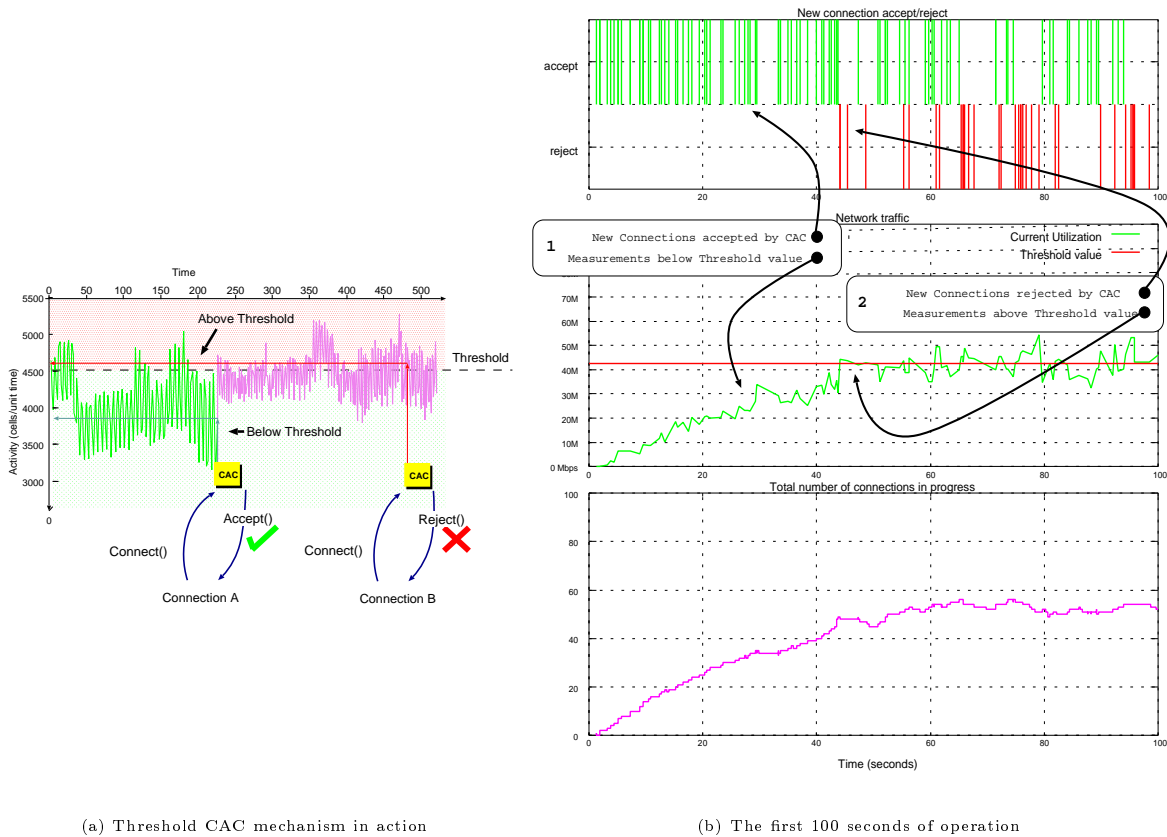 Time
0 50 100 150 200 250 300 350 400 450 500
5500
5000
4500
4000
3500
3000
0
Activity (cells/unit time)
Above Threshold
Threshold
Below Threshold
CAC
CAC
Accept()
Reject()
Connect()
Connect()
Connection A
Connection B
(a) Threshold CAC mechanism in action
New connection accept/reject
accept
reject
0 20 40 60 80 100
Network traffic
Current Utilization
Threshold value
1
New Connections accepted by CAC
Measurements below Threshold value
2
New Connections rejected by CAC
Measurements above Threshold value
70M
60M
50M
40M
30M
20M
10M
0 Mbps
0 20 40 60 80 100
Total number of connections in progress
100
80
60
40
20
0
0 20 40 60 80 100
Time (seconds)
(b) The first 100 seconds of operation